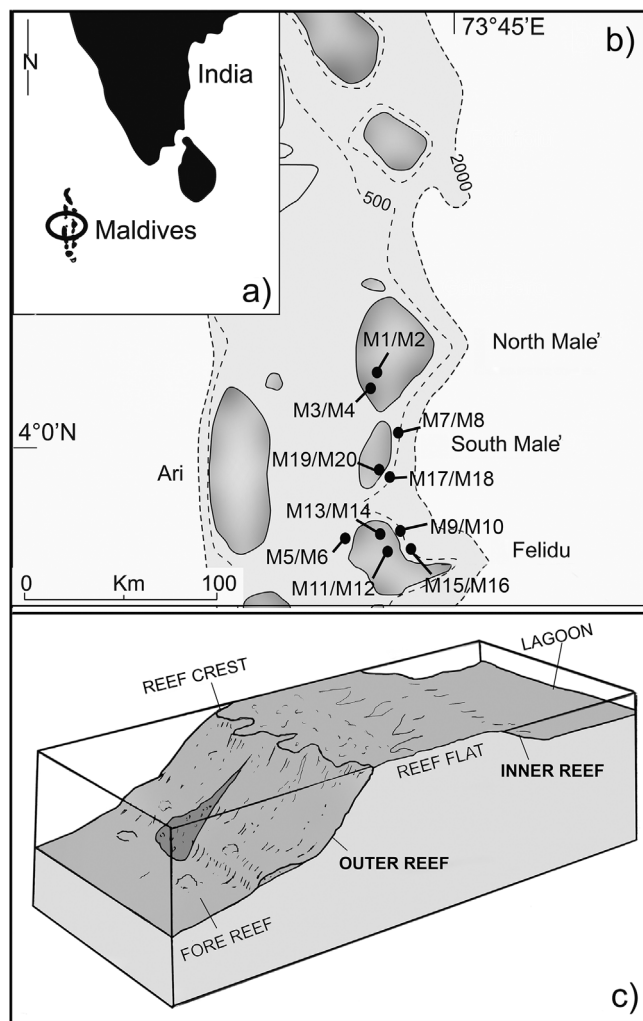 73°45'E
b)
N
India
2000
500
Maldives
a)
North Male'
M1/M2
M3/M4
M7/M8
4°0'N
South Male'
M19/M20
Ari
M17/M18
M13/M14
M9/M10
Felidu
M5/M6
M11/M12
M15/M16
0 Km 100
LAGOON
REEF CREST
REEF FLAT
INNER REEF
OUTER REEF
FORE REEF
c)